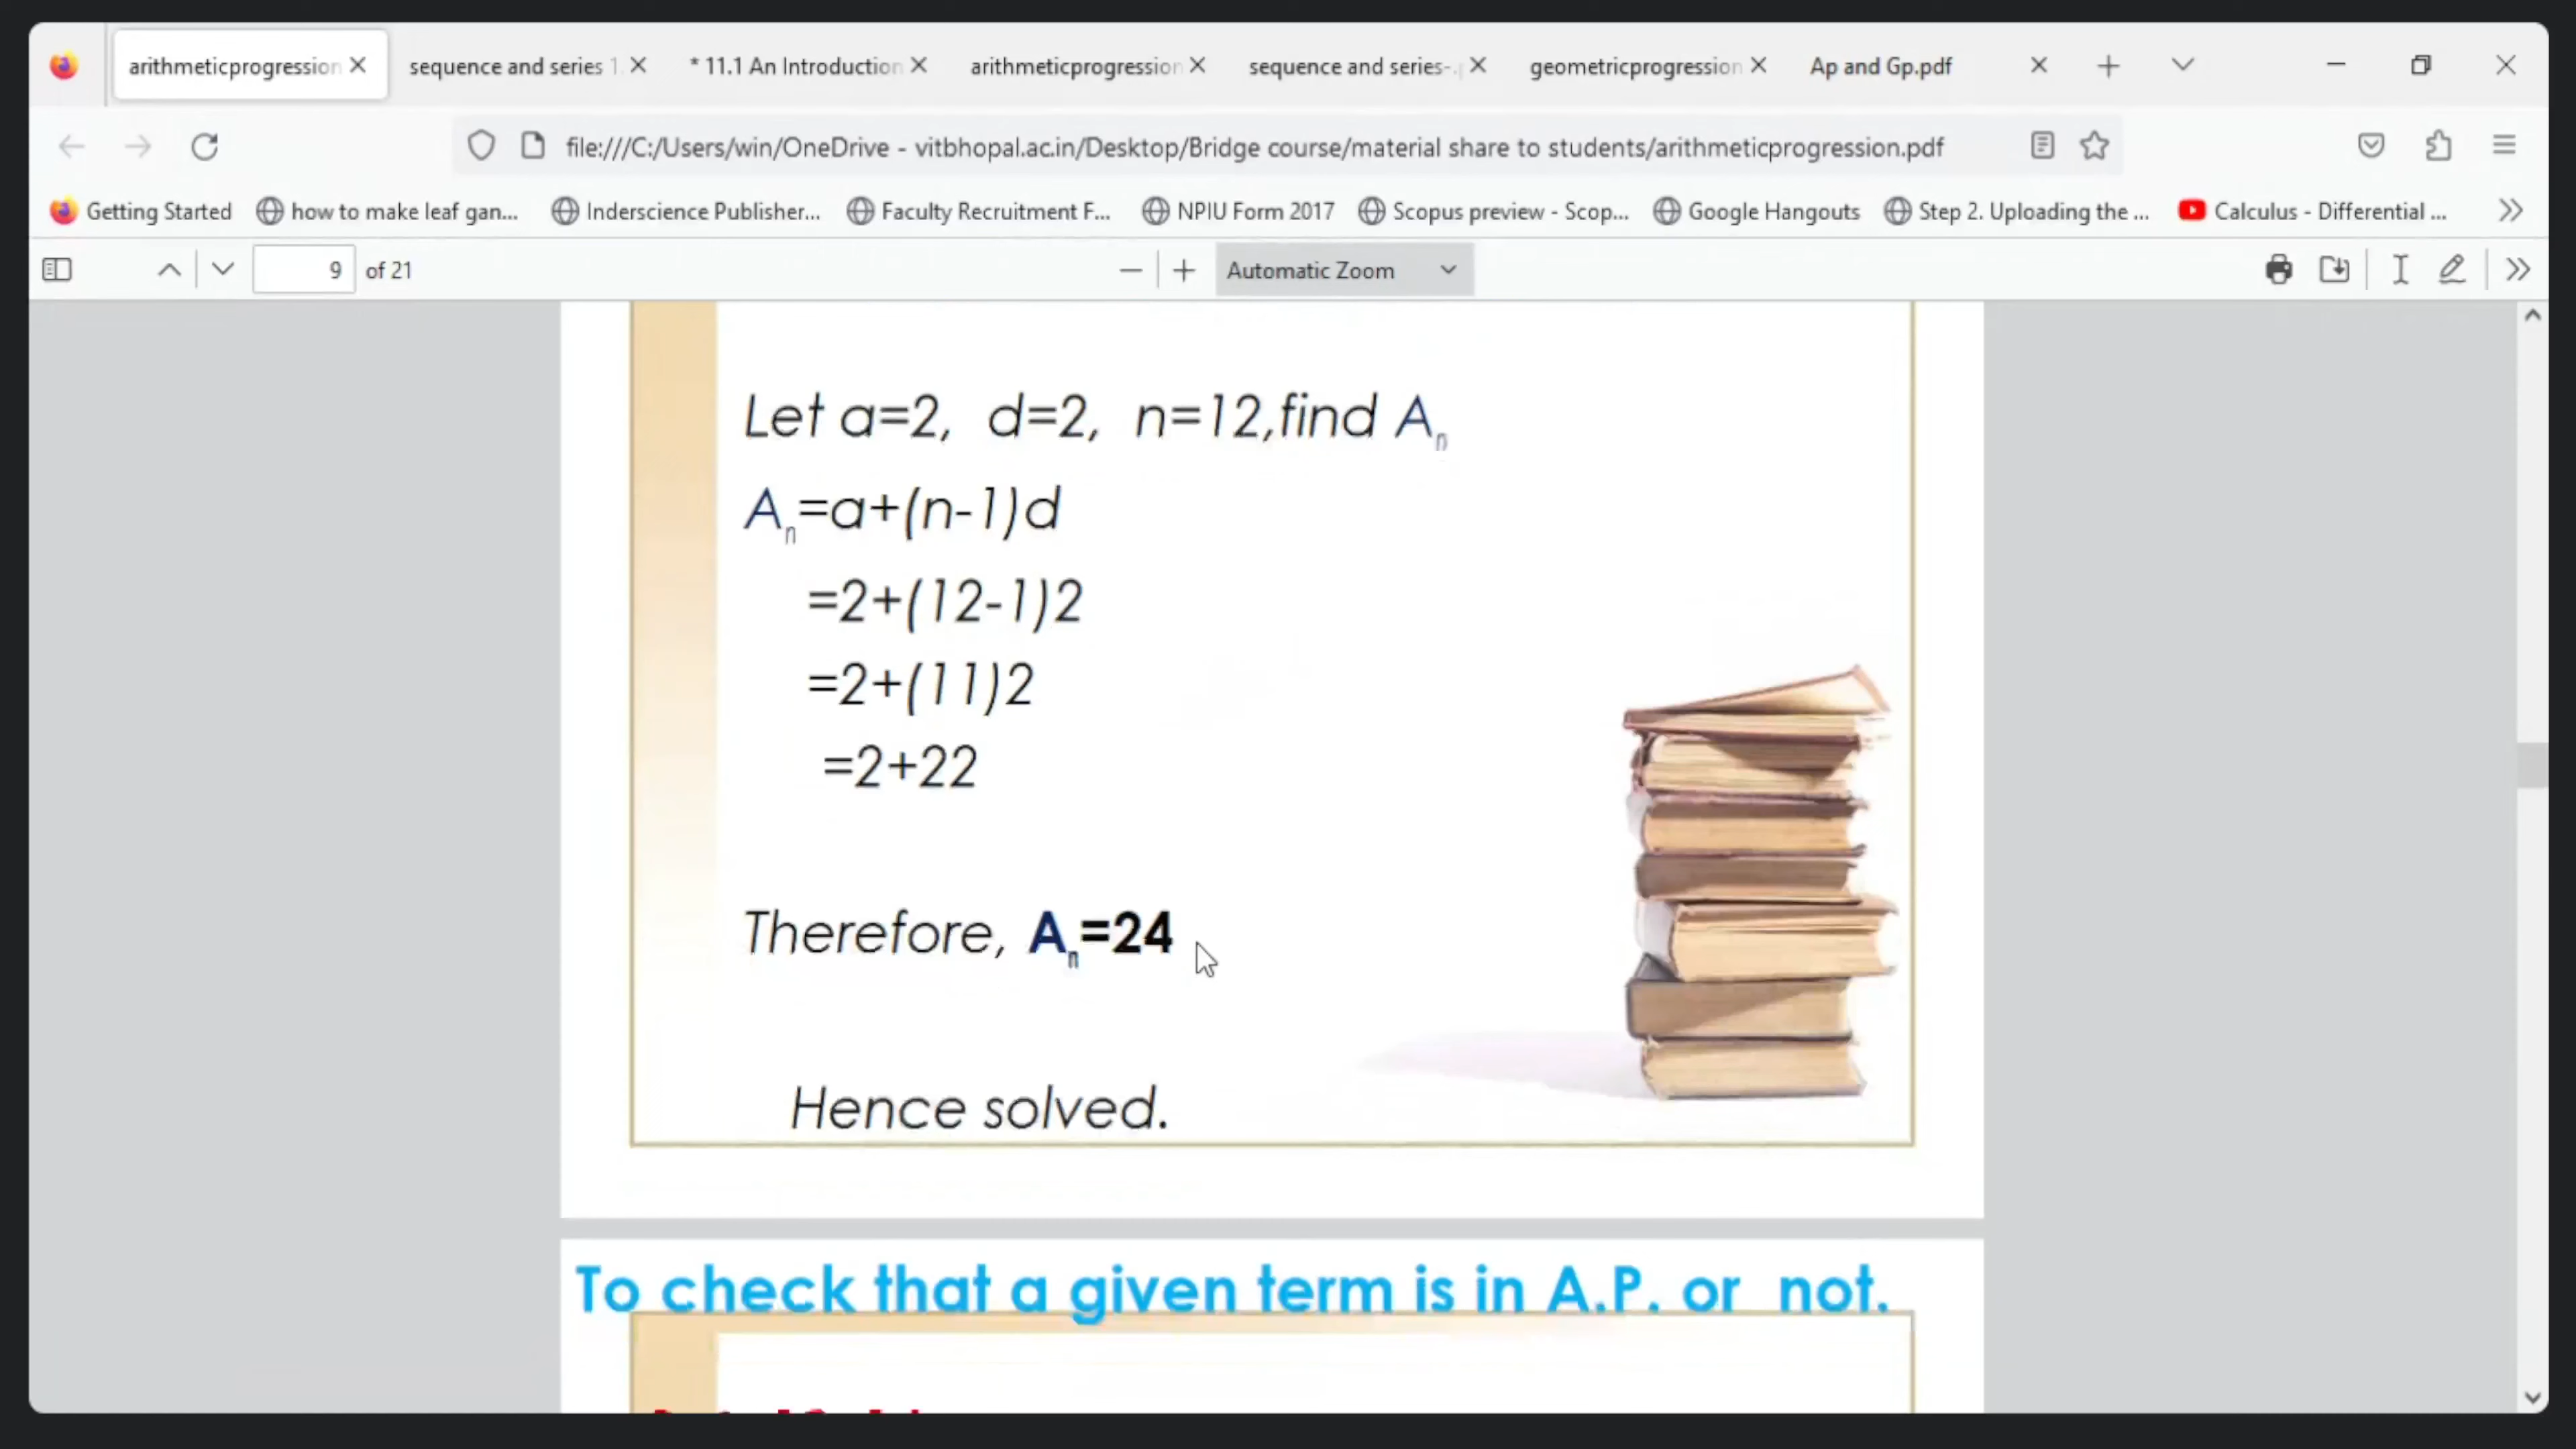 arithmeticprogression
sequence and series 1.
* 11.1 An Introduction
arithmeticprogression
sequence and series-.
geometricprogression
Ap and Gp.pdf
file:///C:/Users/win/OneDrive - vitbhopal.ac.in/Desktop/Bridge course/material share to students/arithmeticprogression.pdf
Getting Started
how to make leaf gan...
Inderscience Publisher...
Faculty Recruitment F...
NPIU Form 2017
Scopus preview - Scop...
Google Hangouts
Step 2. Uploading the ...
Calculus - Differential ...
9 of 21
Automatic Zoom
Let a=2, d=2, n=12,find Aₙ
Aₙ=a+(n-1)d
=2+(12-1)2
=2+(11)2
=2+22
Therefore, Aₙ=24
Hence solved.
To check that a given term is in A.P. or not.